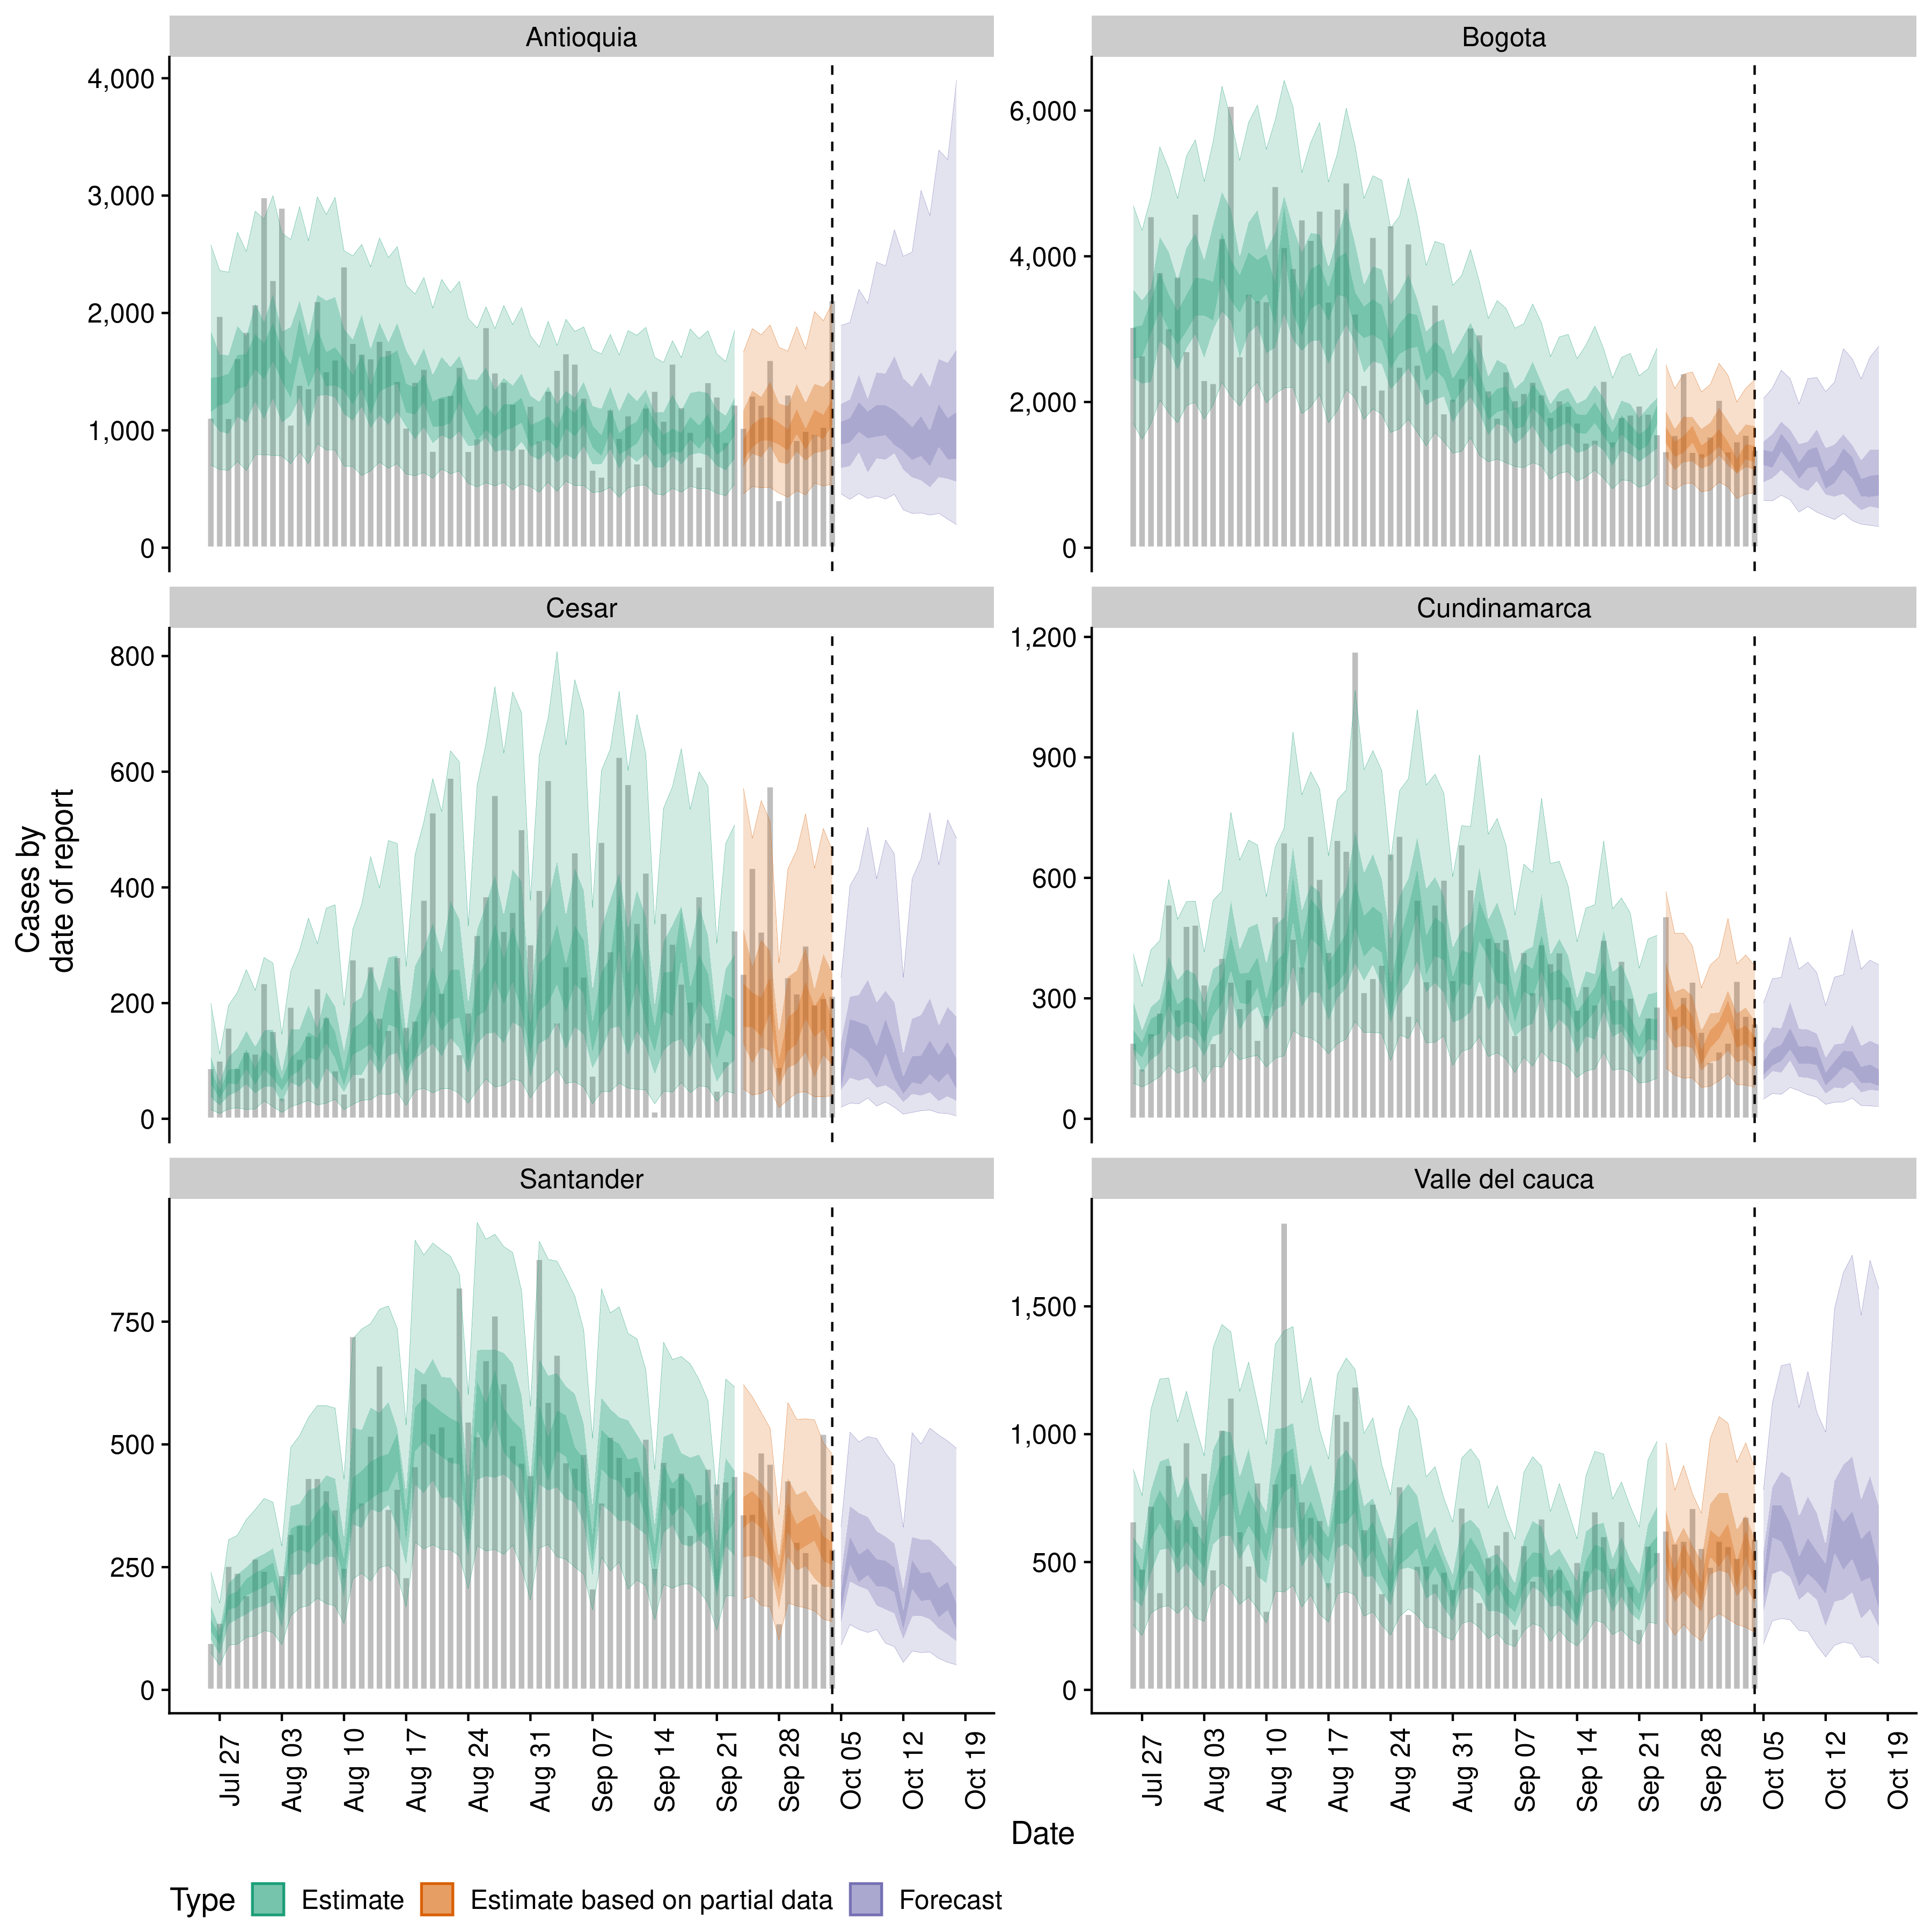 Antioquia
Bogota
4,000
3,000
2,000
1,000
0
6,000
4,000
2,000
0
Cesar
Cundinamarca
800
600
400
200
0
1,200
900
600
300
0
Santander
Valle del cauca
750
500
250
0
1,500
1,000
500
0
Cases by
date of report
Jul 27
Aug 03
Aug 10
Aug 17
Aug 24
Aug 31
Sep 07
Sep 14
Sep 21
Sep 28
Oct 05
Oct 12
Oct 19
Jul 27
Aug 03
Aug 10
Aug 17
Aug 24
Aug 31
Sep 07
Sep 14
Sep 21
Sep 28
Oct 05
Oct 12
Oct 19
Date
Type Estimate Estimate based on partial data Forecast